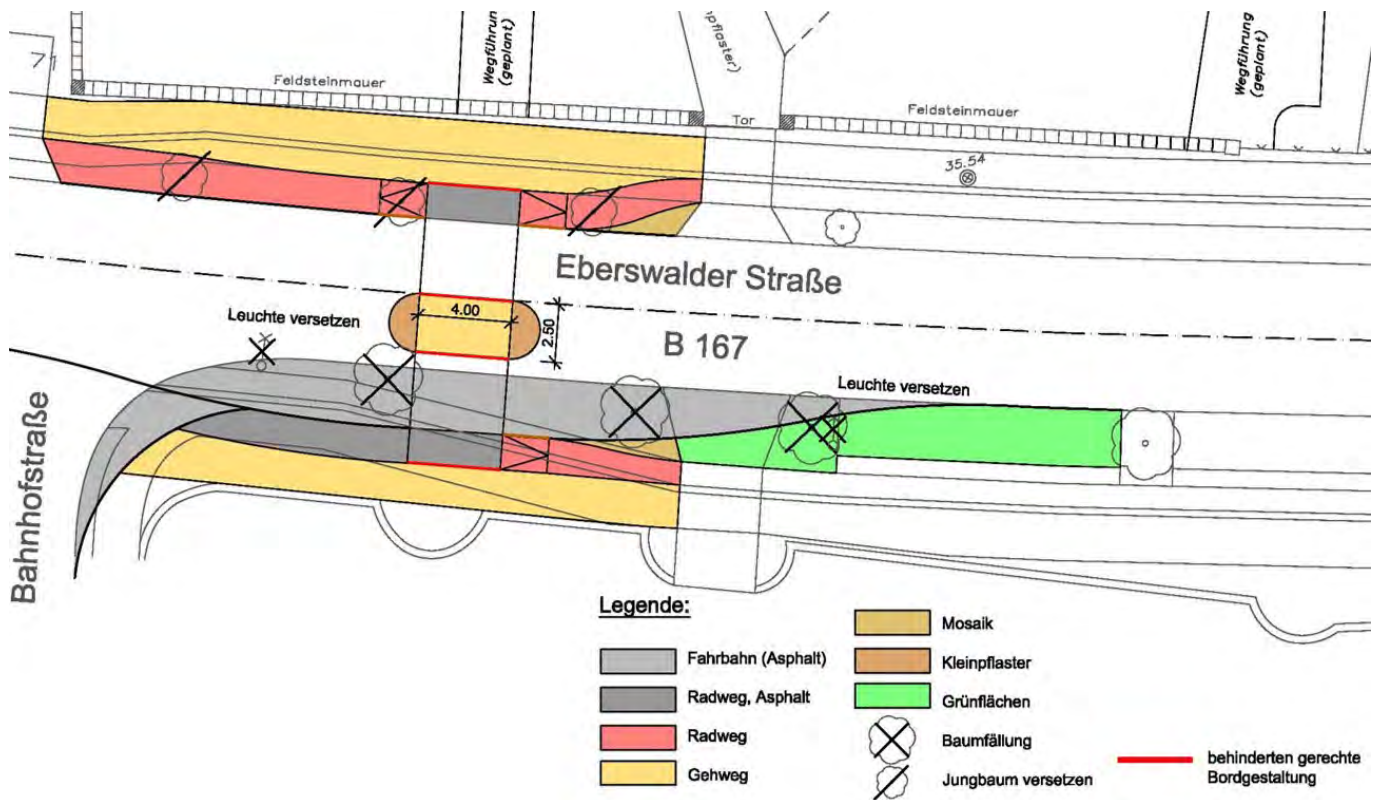 71
Feldsteinmauer
Wegführung
(geplant)
pflaster)
Tor
Feldsteinmauer
Wegführung
(geplant)
35.54
Eberswalder Straße
Leuchte versetzen
4.00
2.50
B 167
Leuchte versetzen
Bahnhofstraße
Legende:
Fahrbahn (Asphalt)
Radweg, Asphalt
Radweg
Gehweg
Mosaik
Kleinpflaster
Grünflächen
Baumfällung
Jungbaum versetzen
behinderten gerechte
Bordgestaltung